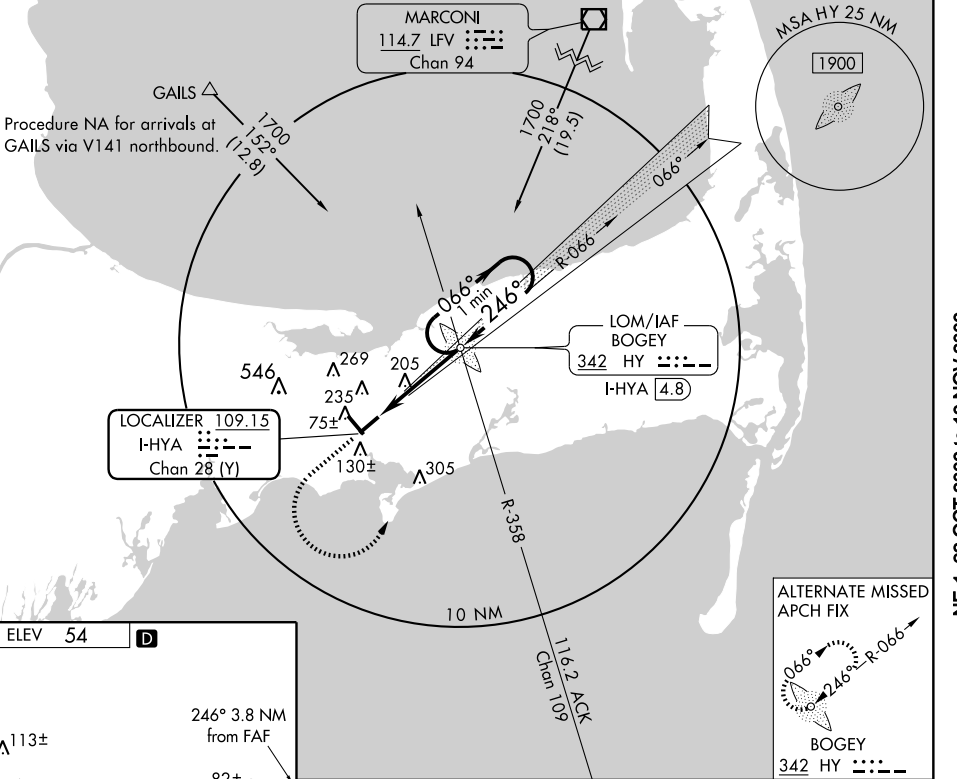 MARCONI
114.7 LFV
Chan 94
MSA HY 25 NM
1900
GAILS
Procedure NA for arrivals at
GAILS via V141 northbound.
1700
152°
(12.8)
1700
218°
(19.5)
066°
R-066
066°
1 min
246°
LOM/IAF
BOGEY
342 HY
I-HYA 4.8
546
269
205
235
75±
LOCALIZER 109.15
I-HYA
Chan 28 (Y)
130±
305
R-358
10 NM
116.2 ACK
Chan 109
ELEV 54 D
246° 3.8 NM
from FAF
113±
82±
ALTERNATE MISSED
APCH FIX
066°
246°
R-066
BOGEY
342 HY